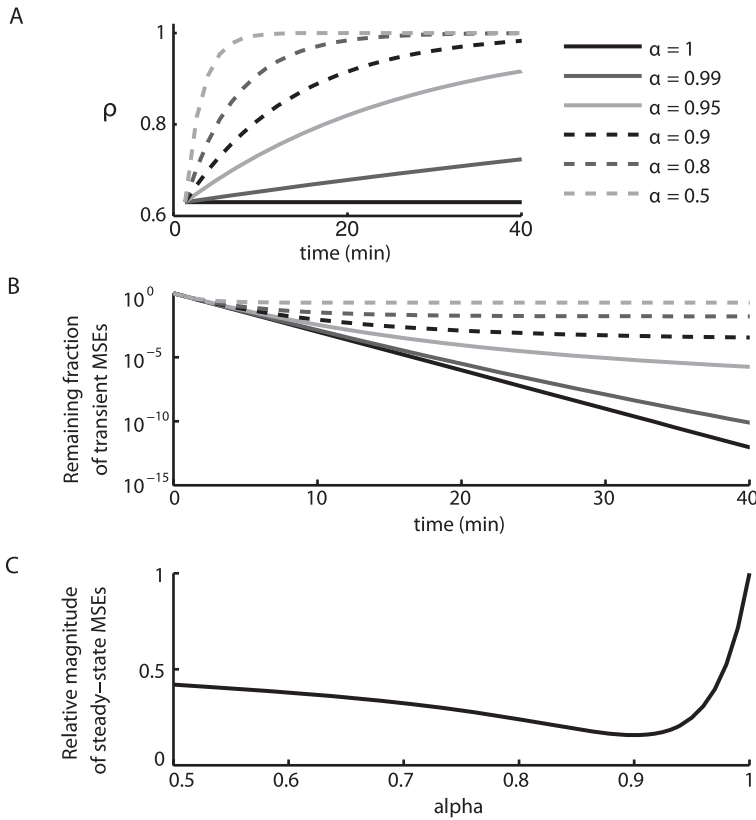 A
1
0.8
0.6
ρ
0
20
40
time (min)
α = 1
α = 0.99
α = 0.95
α = 0.9
α = 0.8
α = 0.5
B
10^0
10^−5
10^−10
10^−15
Remaining fraction
of transient MSEs
0
10
20
30
40
time (min)
C
1
0.5
0
Relative magnitude
of steady−state MSEs
0.5
0.6
0.7
0.8
0.9
1
alpha